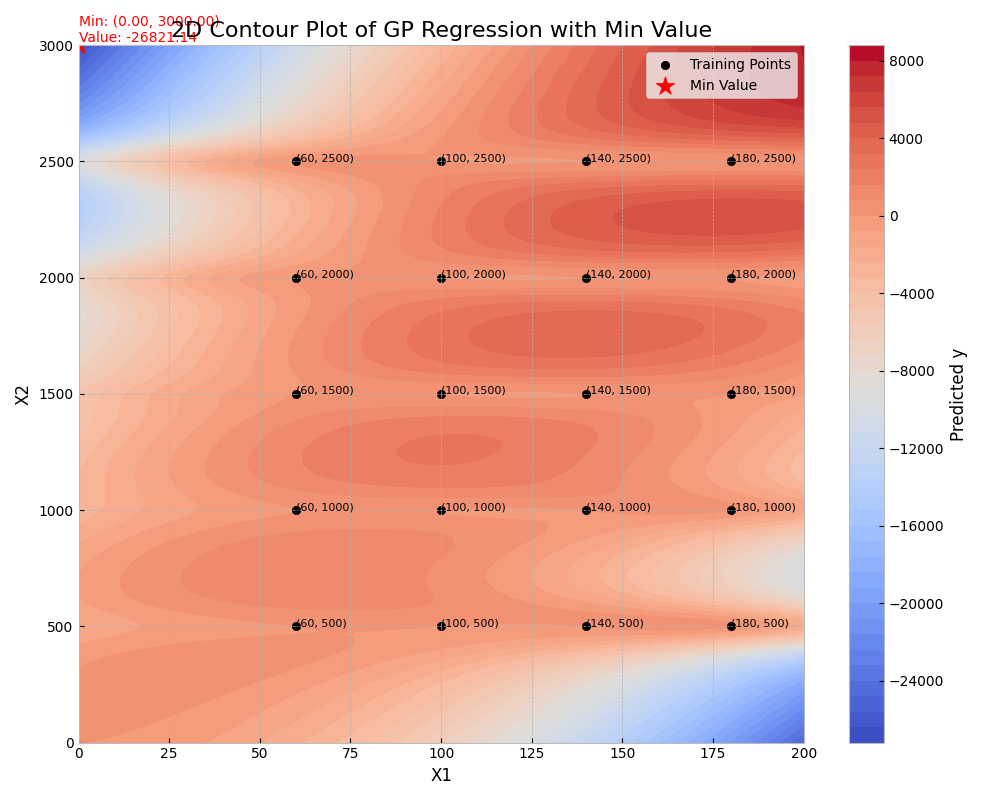 2D Contour Plot of GP Regression with Min Value
Min: (0.00, 3000.00)
Value: -26821.14
Training Points
Min Value
3000
2500
2000
1500
1000
500
0
X2
(60, 2500) (100, 2500) (140, 2500) (180, 2500)
(60, 2000) (100, 2000) (140, 2000) (180, 2000)
(60, 1500) (100, 1500) (140, 1500) (180, 1500)
(60, 1000) (100, 1000) (140, 1000) (180, 1000)
(60, 500) (100, 500) (140, 500) (180, 500)
0 25 50 75 100 125 150 175 200
X1
8000
4000
0
−4000
−8000
−12000
−16000
−20000
−24000
Predicted y